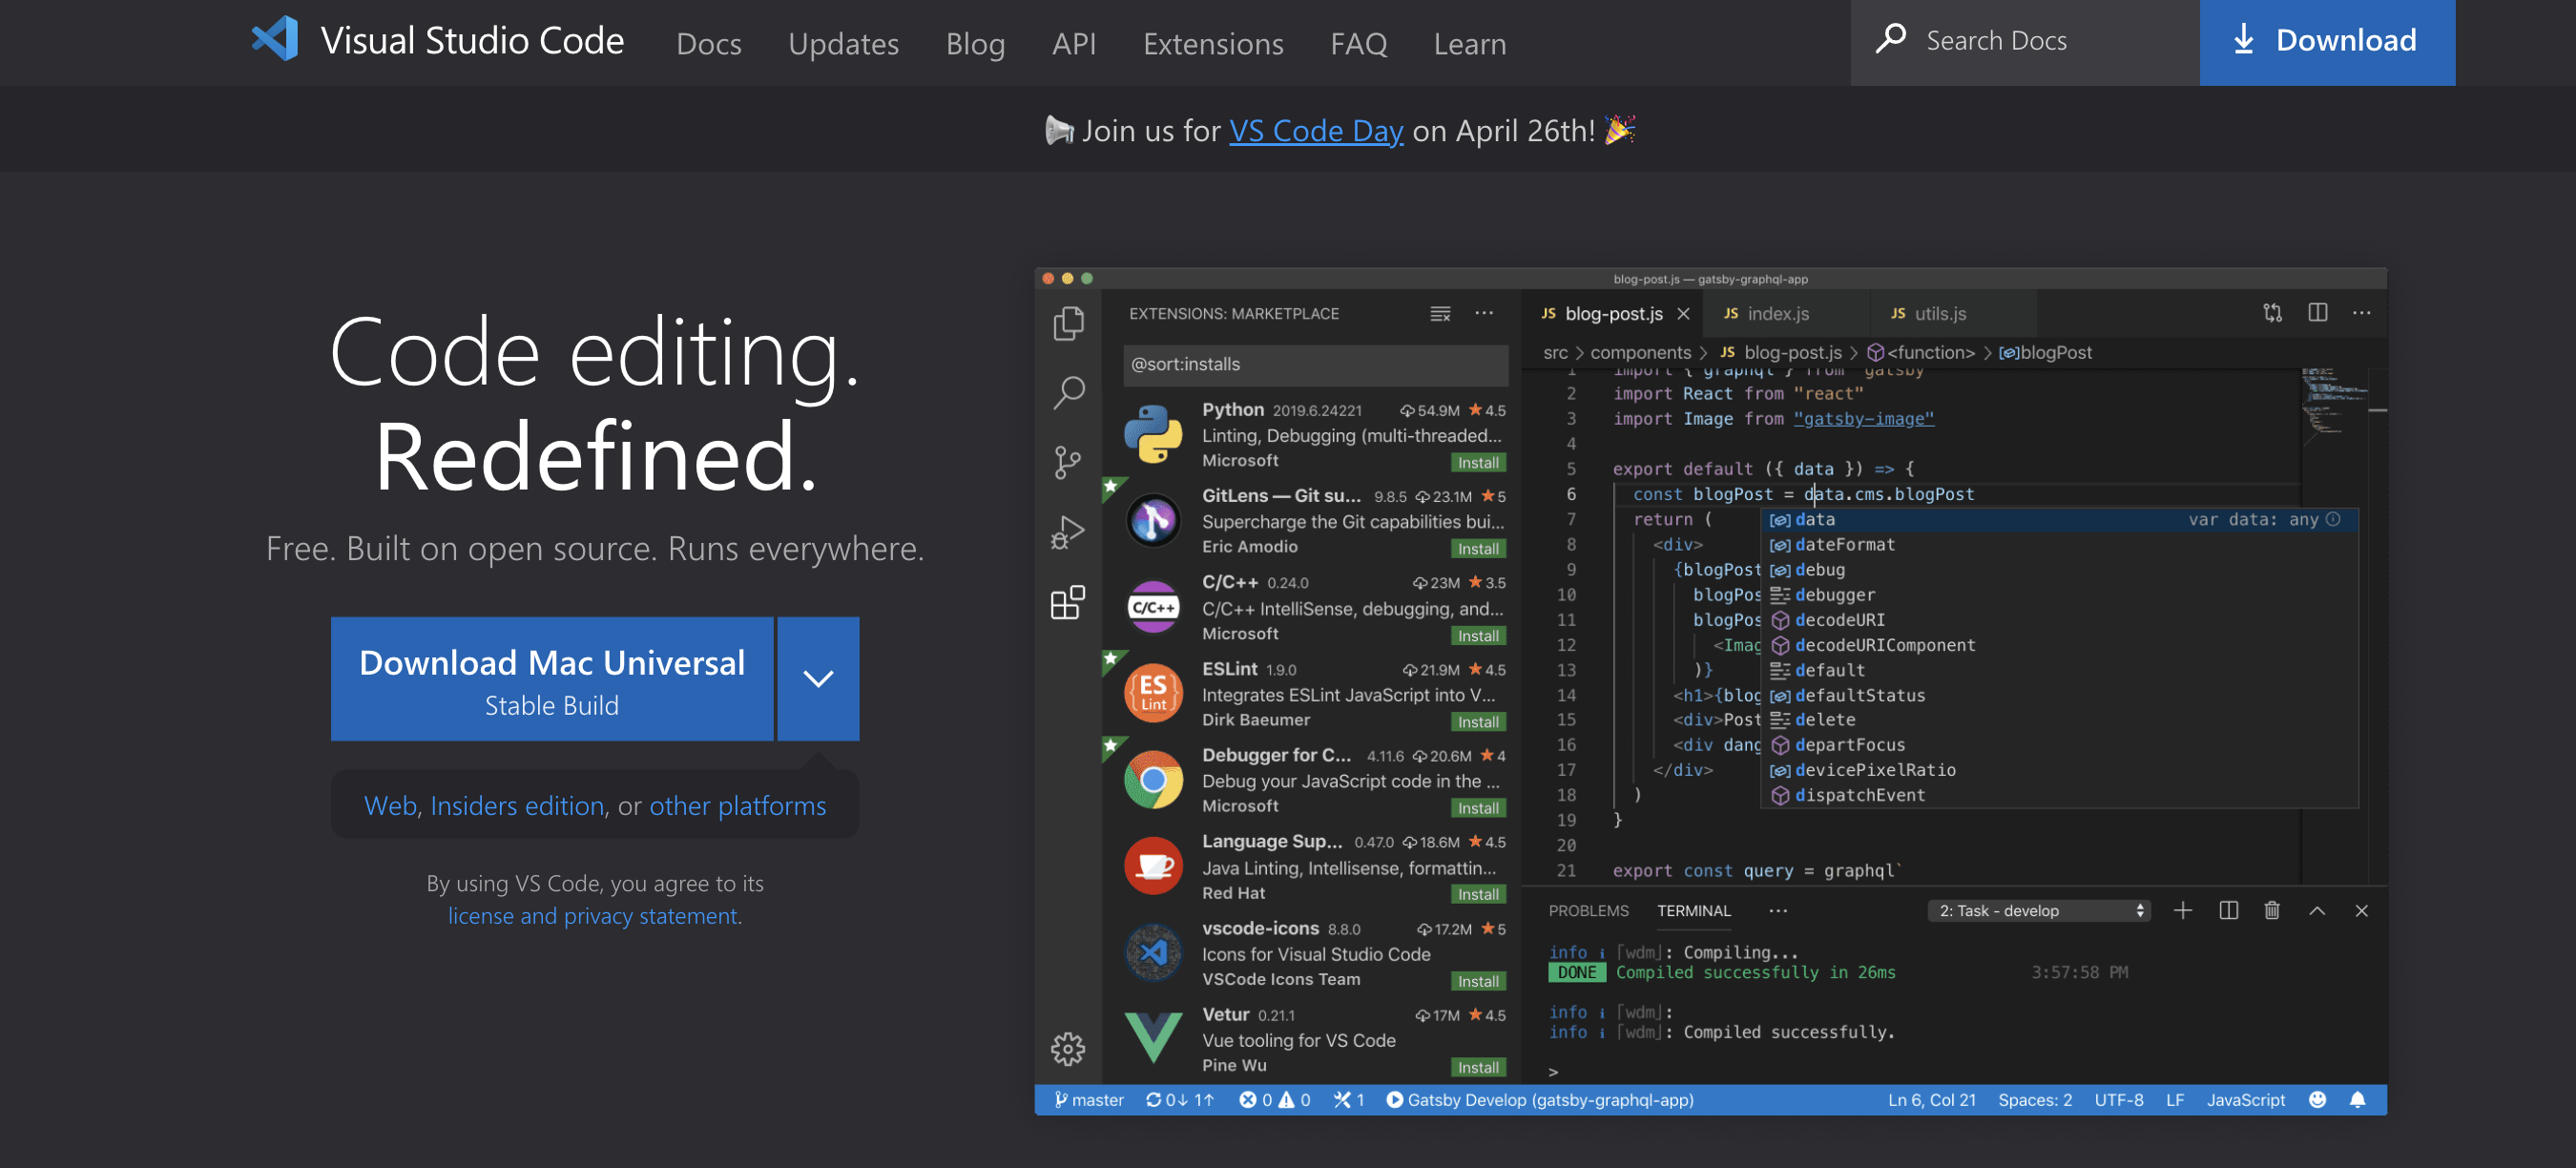 Visual Studio Code Docs Updates Blog API Extensions FAQ Learn Search Docs Download
Join us for VS Code Day on April 26th!
Code editing.
Redefined.
Free. Built on open source. Runs everywhere.
Download Mac Universal
Stable Build
Web, Insiders edition, or other platforms
By using VS Code, you agree to its
license and privacy statement.
blog-post.js — gatsby-graphql-app
EXTENSIONS: MARKETPLACE
@sort:installs
Python 2019.6.24221 54.9M 4.5
Linting, Debugging (multi-threaded...
Microsoft Install
GitLens — Git su... 9.8.5 23.1M 5
Supercharge the Git capabilities bui...
Eric Amodio Install
C/C++
C/C++ 0.24.0 23M 3.5
C/C++ IntelliSense, debugging, and...
Microsoft Install
ES
Lint
ESLint 1.9.0 21.9M 4.5
Integrates ESLint JavaScript into V...
Dirk Baeumer Install
Debugger for C... 4.11.6 20.6M 4
Debug your JavaScript code in the ...
Microsoft Install
Language Sup... 0.47.0 18.6M 4.5
Java Linting, Intellisense, formattin...
Red Hat Install
vscode-icons 8.8.0 17.2M 5
Icons for Visual Studio Code
VSCode Icons Team Install
Vetur 0.21.1 17M 4.5
Vue tooling for VS Code
Pine Wu Install
JS blog-post.js JS index.js JS utils.js
src > components > JS blog-post.js > <function> > blogPost
1 import { graphql } from "gatsby"
2 import React from "react"
3 import Image from "gatsby-image"
4
5 export default ({ data }) => {
6 const blogPost = data.cms.blogPost
7 return (
8 <div>
9 {blogPost
10 blogPos
11 blogPos
12 <Imag
13 )}
14 <h1>{blog
15 <div>Post
16 <div dang
17 </div>
18 )
19 }
20
21 export const query = graphql`
data var data: any
dateFormat
debug
debugger
decodeURI
decodeURIComponent
default
defaultStatus
delete
departFocus
devicePixelRatio
dispatchEvent
PROBLEMS TERMINAL ... 2: Task - develop
info i ｢wdm｣: Compiling...
DONE Compiled successfully in 26ms 3:57:58 PM
info i ｢wdm｣:
info i ｢wdm｣: Compiled successfully.
>
master 0↓ 1↑ 0 0 1 Gatsby Develop (gatsby-graphql-app) Ln 6, Col 21 Spaces: 2 UTF-8 LF JavaScript